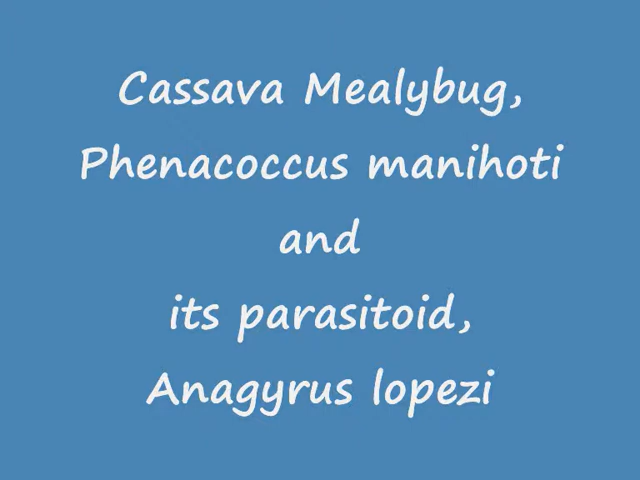 Cassava Mealybug,
Phenacoccus manihoti
and
its parasitoid,
Anagyrus lopezi